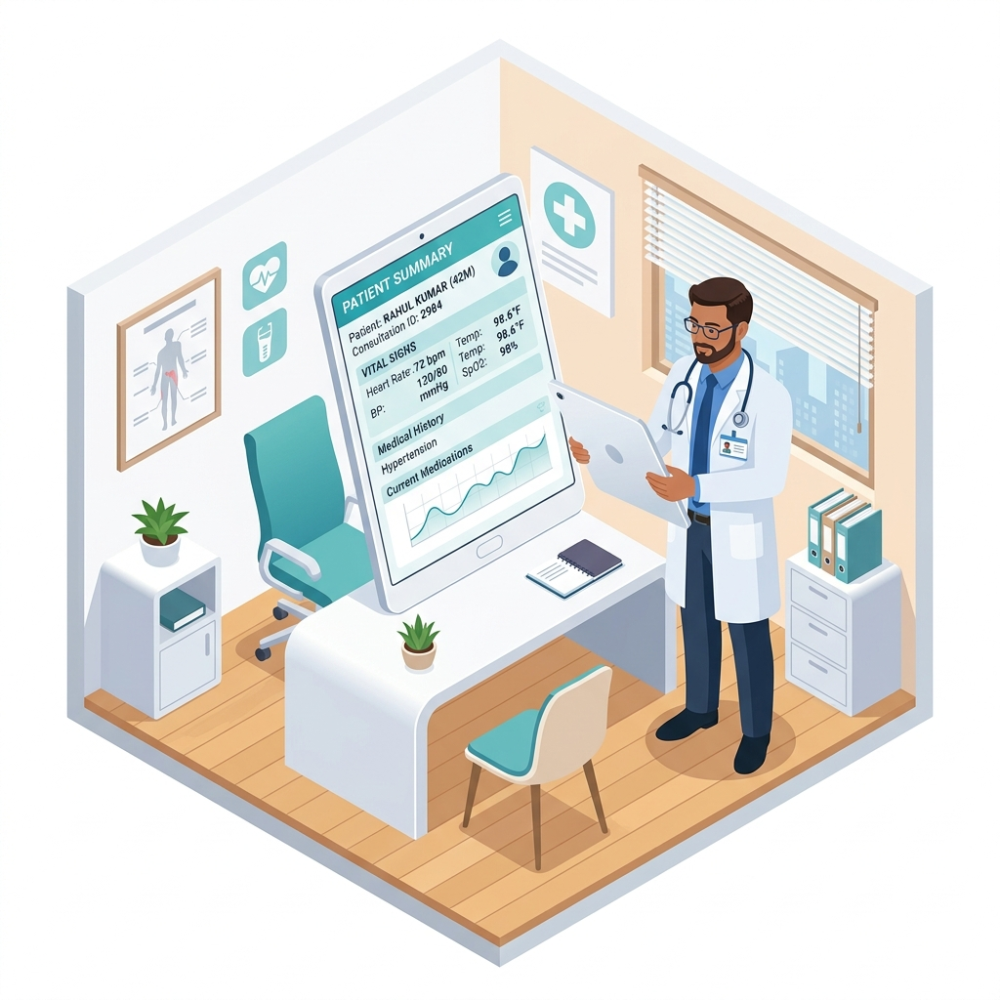 PATIENT SUMMARY
Patient: RAHUL KUMAR (42M)
Consultation ID: 2984
VITAL SIGNS
Heart Rate: 72 bpm
BP: 120/80 mmHg
Temp: 98.6°F
Temp: 98.6°F
SpO2: 98%
Medical History
Hypertension
Current Medications